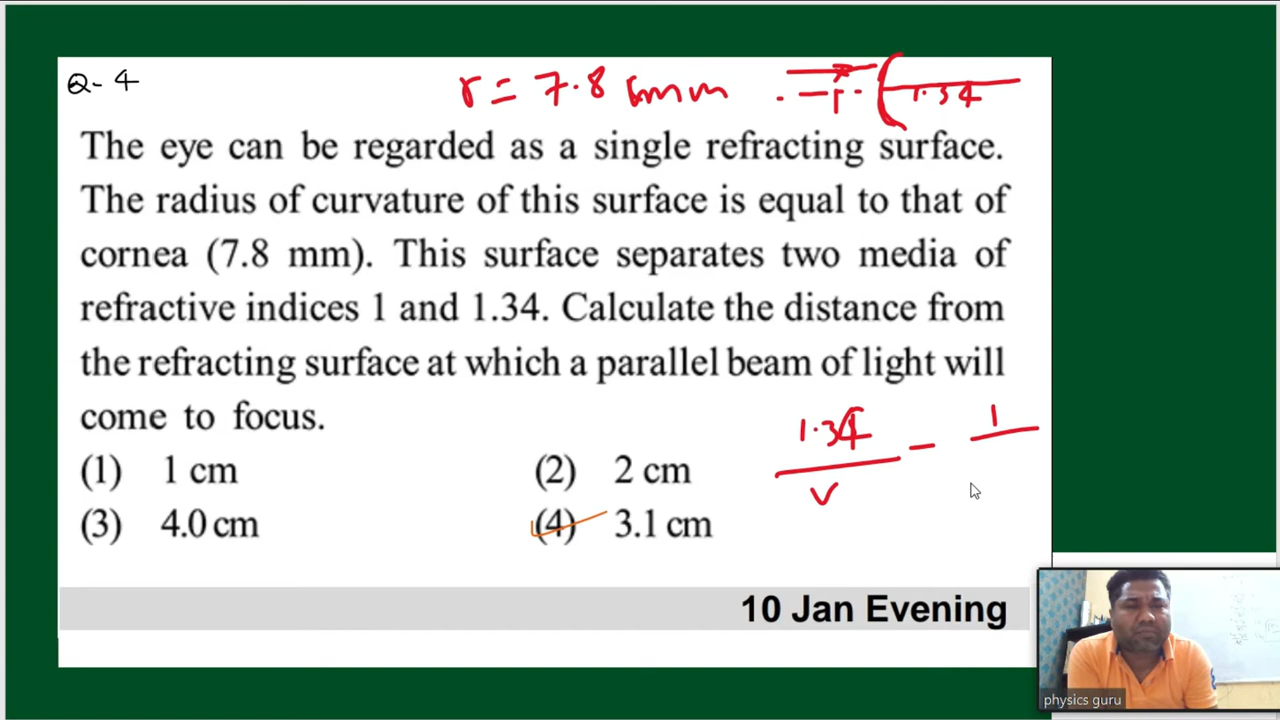 Q-4
r = 7.8 mm
1.34
The eye can be regarded as a single refracting surface.
The radius of curvature of this surface is equal to that of
cornea (7.8 mm). This surface separates two media of
refractive indices 1 and 1.34. Calculate the distance from
the refracting surface at which a parallel beam of light will
come to focus.
1.34 / v - 1
(1) 1 cm (2) 2 cm
(3) 4.0 cm (4) 3.1 cm
10 Jan Evening
physics guru